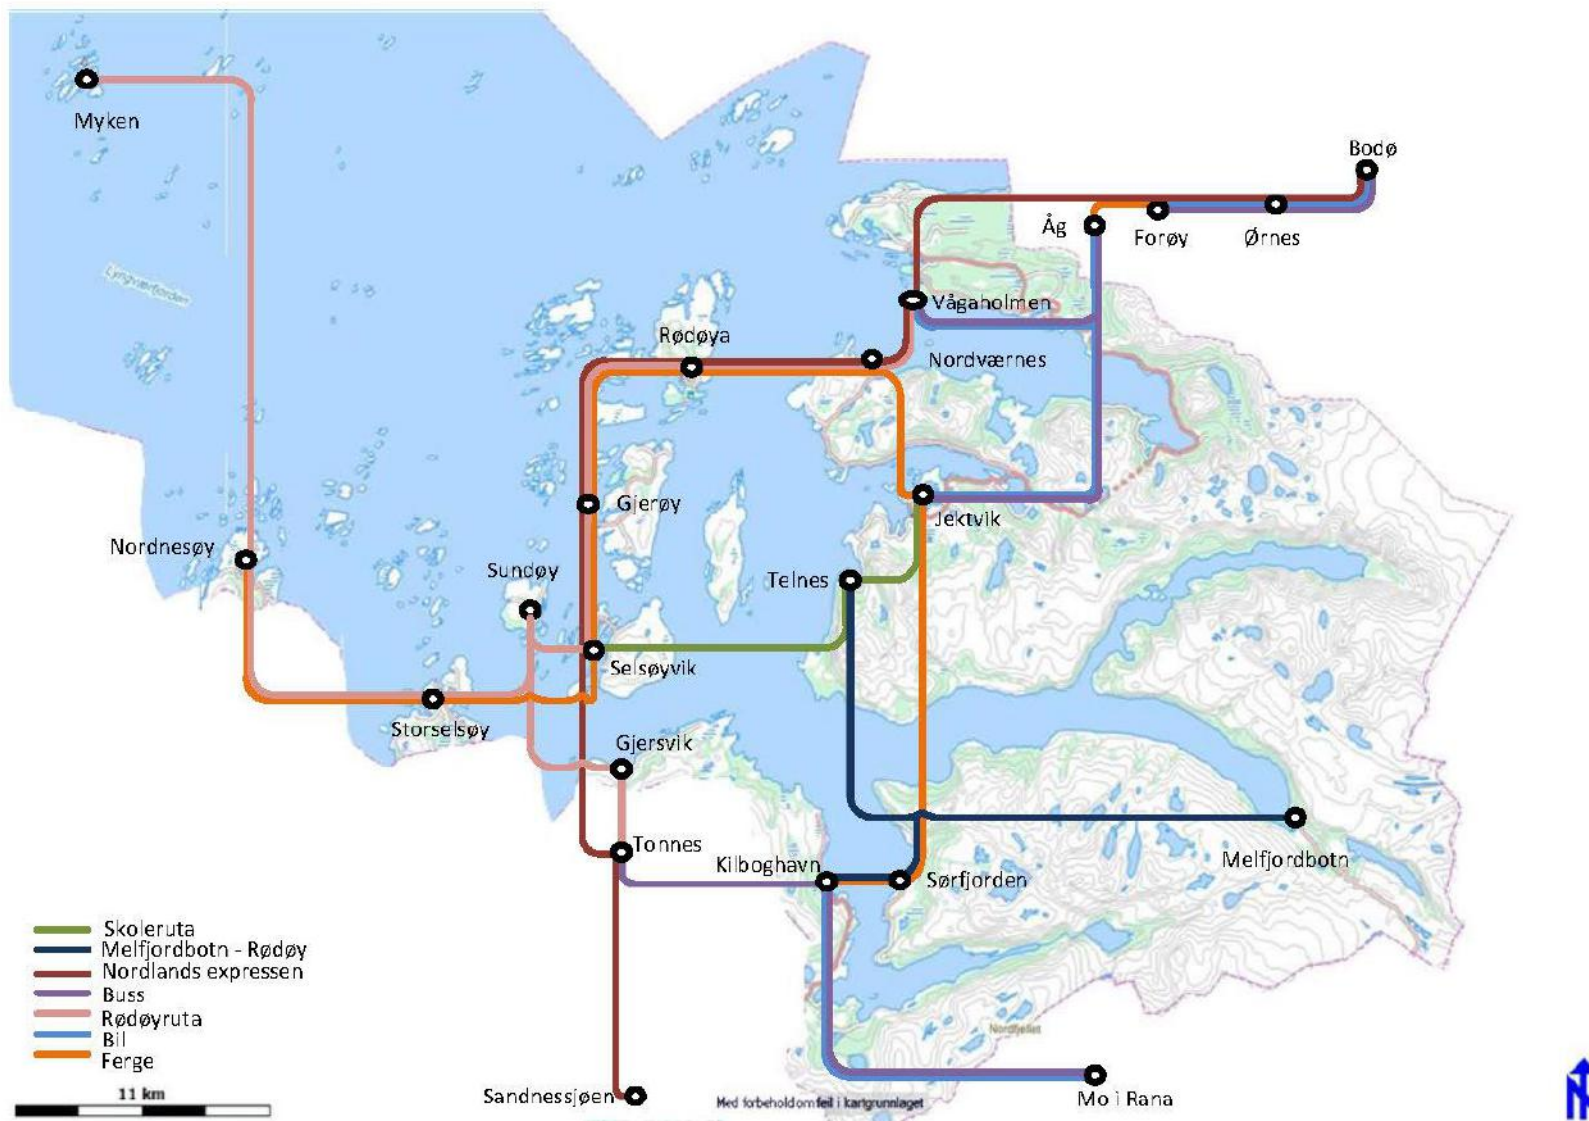 Myken
Bodø
Åg
Forøy
Ørnes
Lyngværfjorden
Vågaholmen
Rødøya
Nordværnes
Gjerøy
Jektvik
Nordnesøy
Sundøy
Telnes
Selsøyvik
Storselsøy
Gjersvik
Tonnes
Kilboghavn
Sørfjorden
Melfjordbotn
Skoleruta
Melfjordbotn - Rødøy
Nordlands expressen
Buss
Rødøyruta
Bil
Ferge
Nordfjellet
11 km
Sandnessjøen
Med forbehold om feil i kartgrunnlaget
Mo i Rana
N